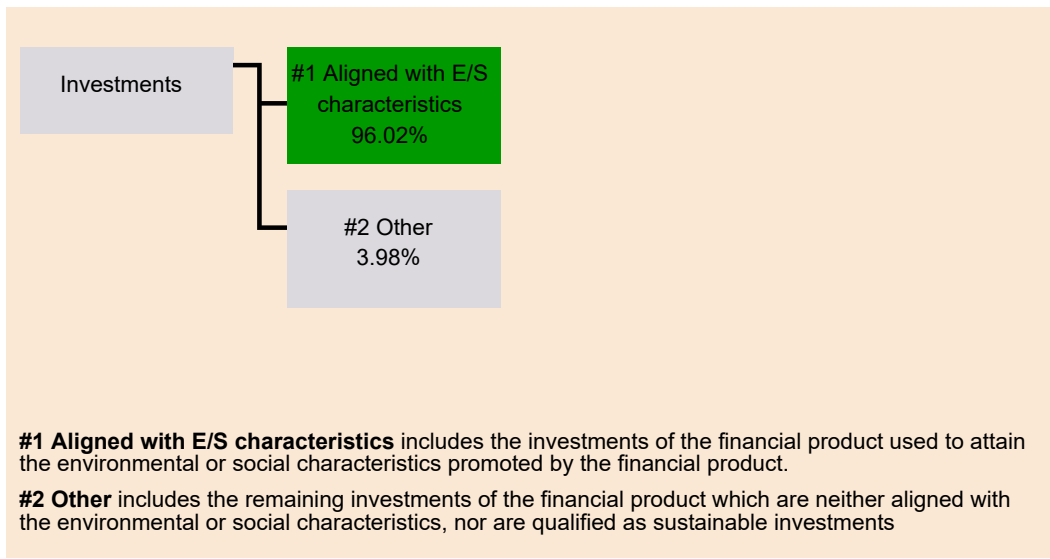 Investments
#1 Aligned with E/S
characteristics
96.02%
#2 Other
3.98%
#1 Aligned with E/S characteristics includes the investments of the financial product used to attain
the environmental or social characteristics promoted by the financial product.
#2 Other includes the remaining investments of the financial product which are neither aligned with
the environmental or social characteristics, nor are qualified as sustainable investments